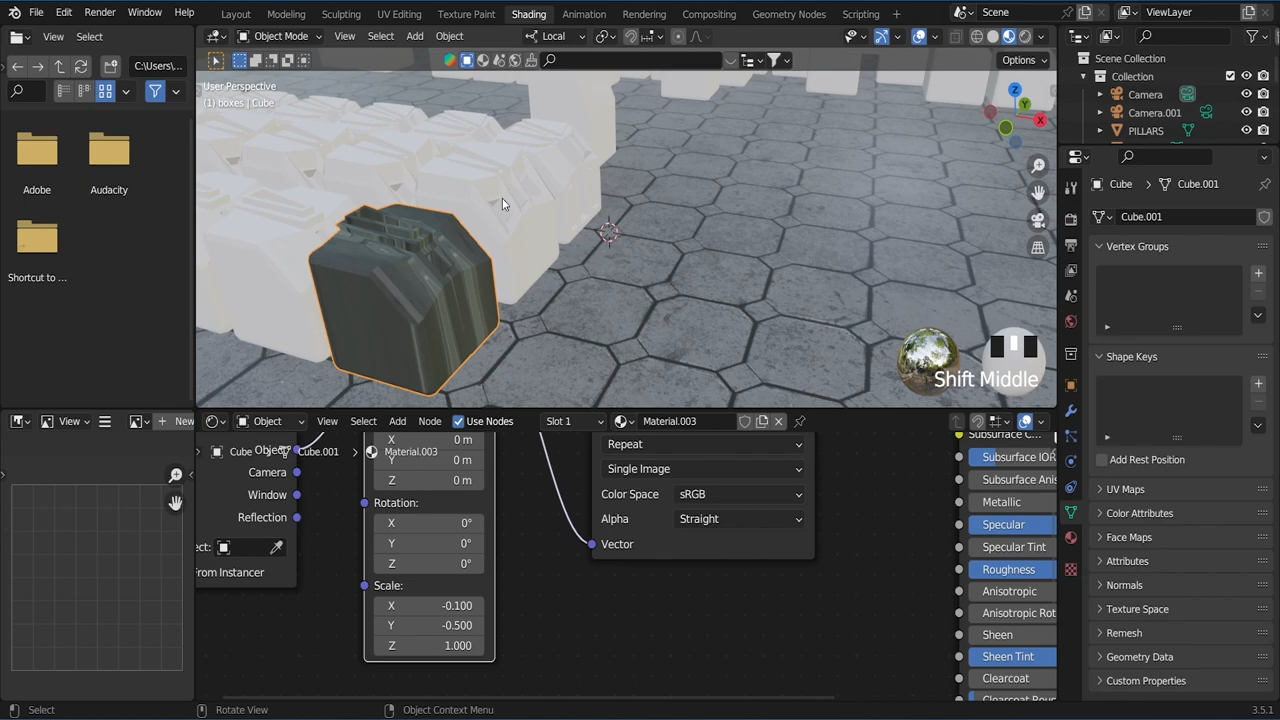 File Edit Render Window Help Layout Modeling Sculpting UV Editing Texture Paint Shading Animation Rendering Compositing Geometry Nodes Scripting Scene ViewLayer
View Select Object Mode View Select Add Object Local
C:\Users\... Options
User Perspective
(1) boxes | Cube
Z
Y
X
Adobe Audacity
Shortcut to ...
Shift Middle
Scene Collection
Collection
Camera
Camera.001
PILLARS
Cube Cube.001
Cube.001
Vertex Groups
Shape Keys
Add Rest Position
UV Maps
Color Attributes
Face Maps
Attributes
Normals
Texture Space
Remesh
Geometry Data
Custom Properties
View New Object View Select Add Node Use Nodes Slot 1 Material.003
Cube Cube.001 Material.003
Object
Camera
Window
Reflection
From Instancer
X 0 m
Y 0 m
Z 0 m
Rotation:
X 0°
Y 0°
Z 0°
Scale:
X -0.100
Y -0.500
Z 1.000
Repeat
Single Image
Color Space sRGB
Alpha Straight
Vector
Subsurface C...
Subsurface IOR
Subsurface Anis
Metallic
Specular
Specular Tint
Roughness
Anisotropic
Anisotropic Rot
Sheen
Sheen Tint
Clearcoat
Clearcoat Roug
Select Rotate View Object Context Menu 3.5.1